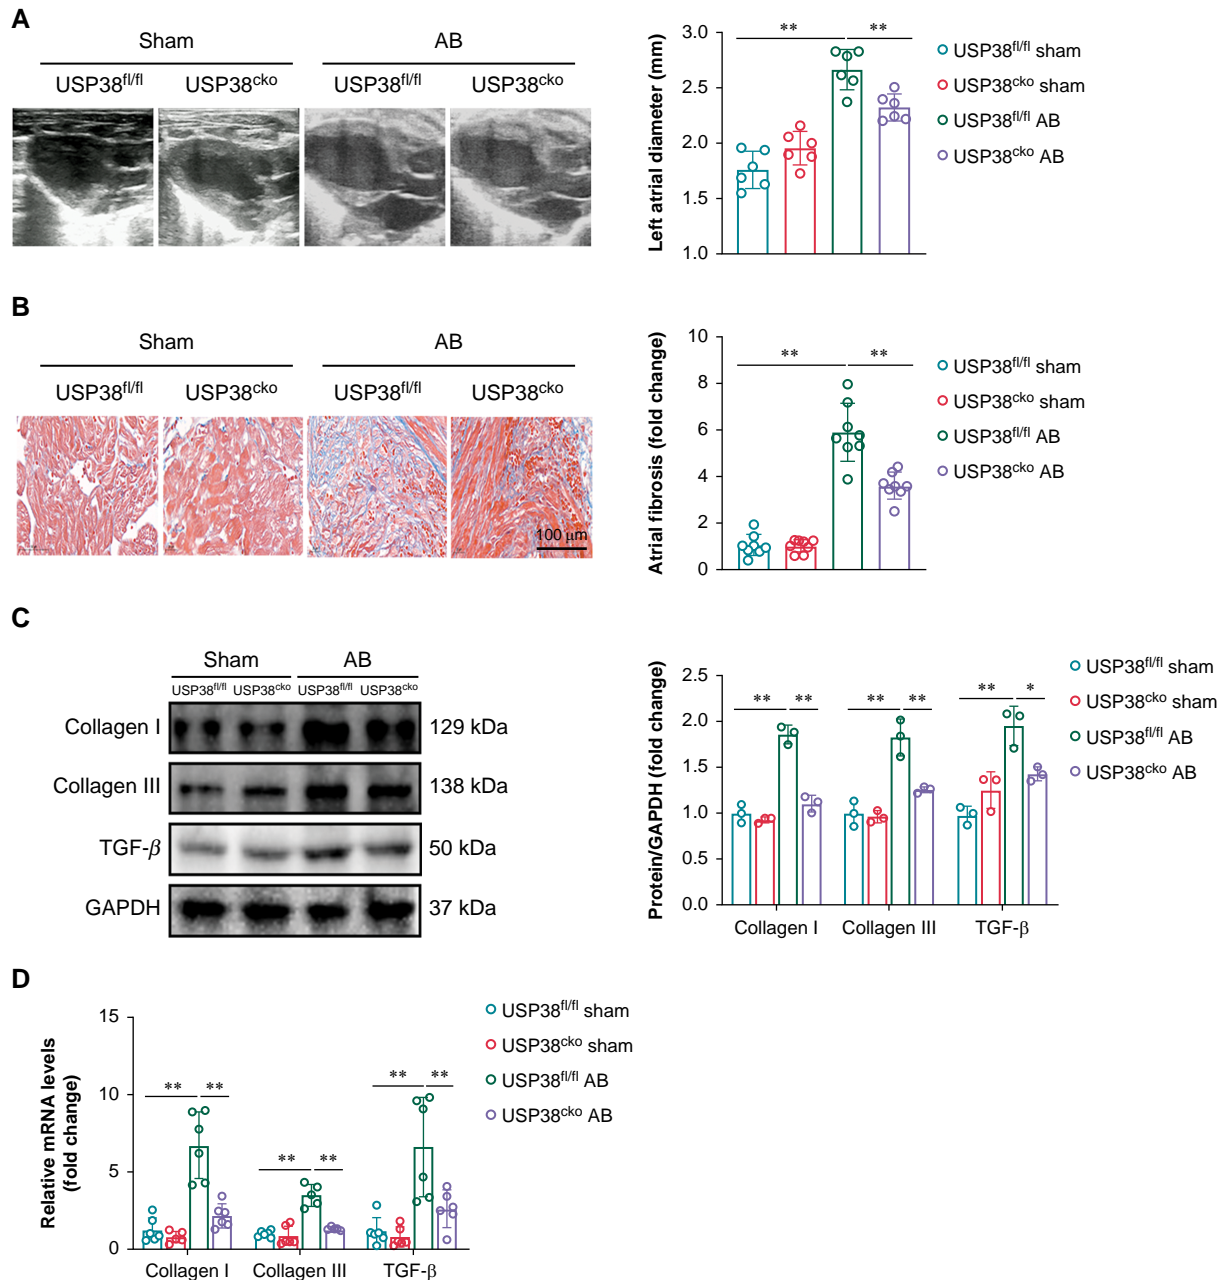 A
Sham AB
USP38fl/fl USP38cko USP38fl/fl USP38cko
Left atrial diameter (mm)
3.0
2.5
2.0
1.5
1.0
** **
USP38fl/fl sham
USP38cko sham
USP38fl/fl AB
USP38cko AB
B
Sham AB
USP38fl/fl USP38cko USP38fl/fl USP38cko
100 μm
Atrial fibrosis (fold change)
10
8
6
4
2
0
** **
USP38fl/fl sham
USP38cko sham
USP38fl/fl AB
USP38cko AB
C
Sham AB
USP38fl/fl USP38cko USP38fl/fl USP38cko
Collagen I 129 kDa
Collagen III 138 kDa
TGF-β 50 kDa
GAPDH 37 kDa
Protein/GAPDH (fold change)
2.5
2.0
1.5
1.0
0.5
0.0
** ** ** ** ** *
Collagen I Collagen III TGF-β
USP38fl/fl sham
USP38cko sham
USP38fl/fl AB
USP38cko AB
D
Relative mRNA levels
(fold change)
15
10
5
0
** ** ** ** ** **
Collagen I Collagen III TGF-β
USP38fl/fl sham
USP38cko sham
USP38fl/fl AB
USP38cko AB